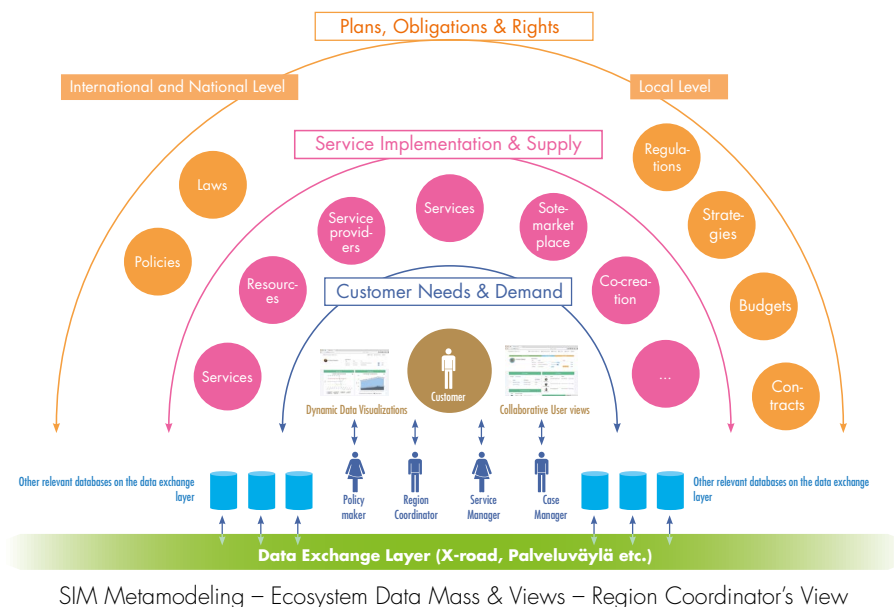 Plans, Obligations & Rights
International and National Level
Local Level
Service Implementation & Supply
Regula-
tions
Laws
Services
Sote-
market
place
Service
provid-
ers
Strate-
gies
Policies
Resourc-
es
Customer Needs & Demand
Co-crea-
tion
Budgets
Services
Customer
...
Con-
tracts
Dynamic Data Visualizations
Collaborative User views
Other relevant databases on the data exchange
layer
Policy
maker
Region
Coordinator
Service
Manager
Case
Manager
Other relevant databases on the data exchange
layer
Data Exchange Layer (X-road, Palveluväylä etc.)
SIM Metamodeling – Ecosystem Data Mass & Views – Region Coordinator's View